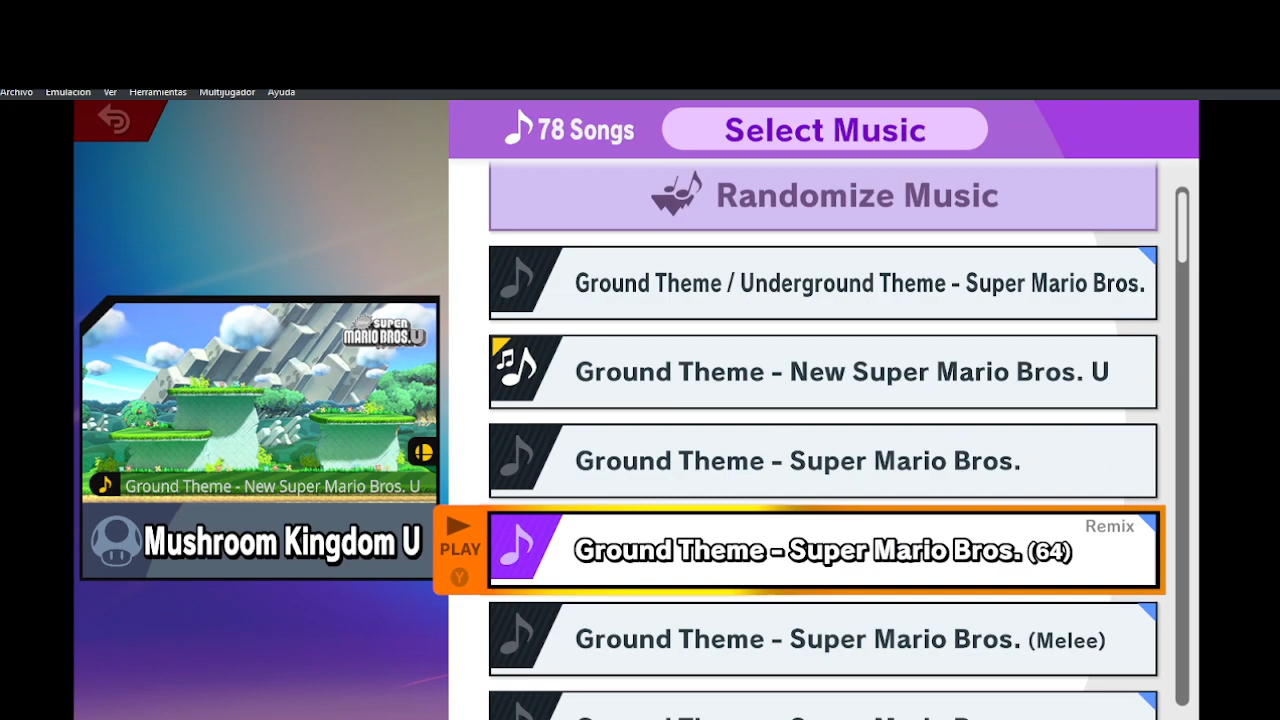 Archivo Emulación Ver Herramientas Multijugador Ayuda
78 Songs
Select Music
Randomize Music
Ground Theme / Underground Theme - Super Mario Bros.
Ground Theme - New Super Mario Bros. U
Ground Theme - Super Mario Bros.
Remix
Ground Theme - Super Mario Bros. (64)
Ground Theme - Super Mario Bros. (Melee)
SUPER
MARIO BROS.U
Ground Theme - New Super Mario Bros. U
Mushroom Kingdom U
PLAY
Y